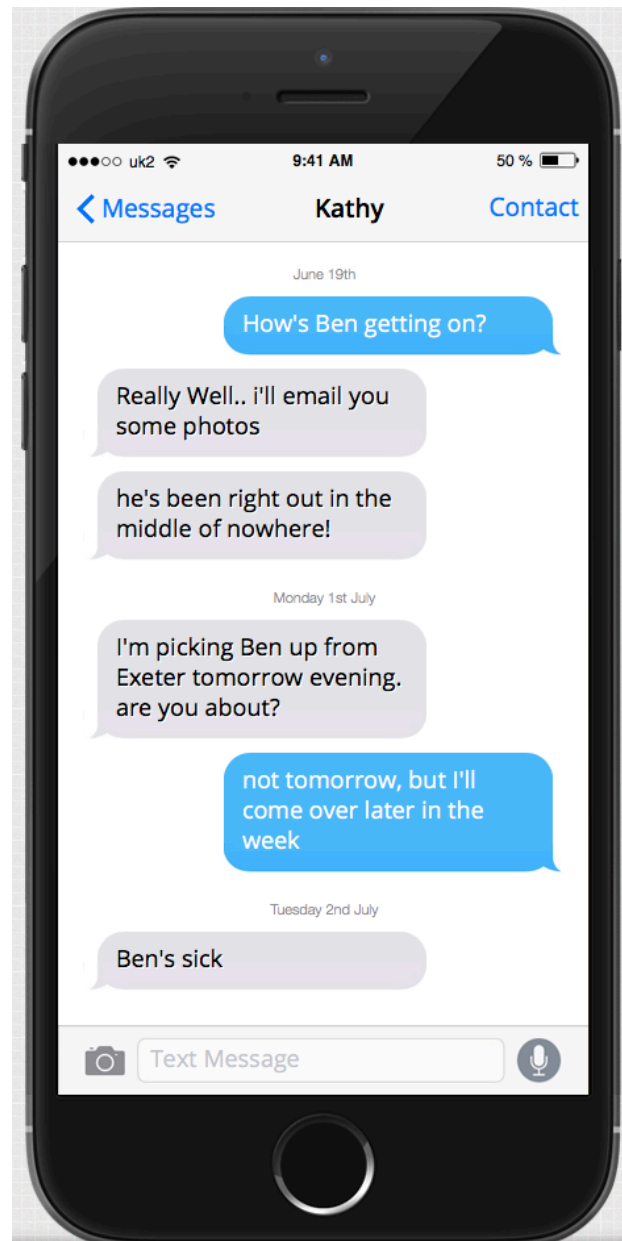 uk2 9:41 AM 50 %
Messages Kathy Contact
June 19th
How's Ben getting on?
Really Well.. i'll email you
some photos
he's been right out in the
middle of nowhere!
Monday 1st July
I'm picking Ben up from
Exeter tomorrow evening.
are you about?
not tomorrow, but I'll
come over later in the
week
Tuesday 2nd July
Ben's sick
Text Message